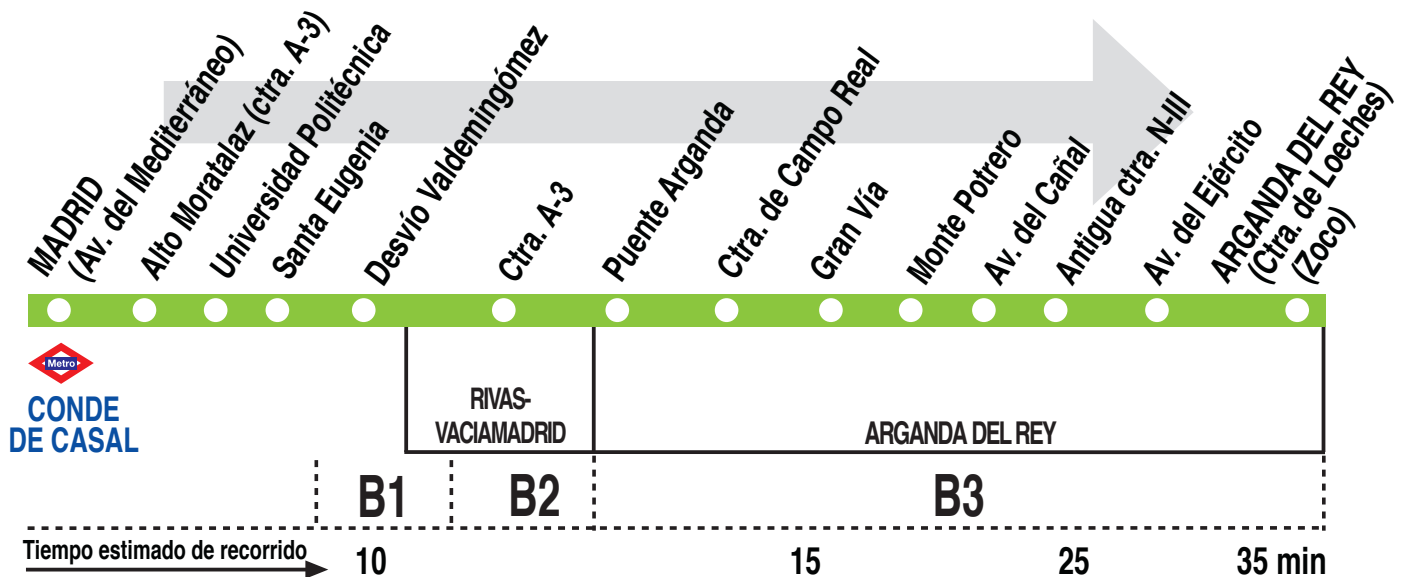 MADRID
(Av. del Mediterráneo)
Alto Moratalaz (ctra. A-3)
Universidad Politécnica
Santa Eugenia
Desvío Valdemingómez
Ctra. A-3
Puente Arganda
Ctra. de Campo Real
Gran Vía
Monte Potrero
Av. del Cañal
Antigua ctra. N-III
Av. del Ejército
ARGANDA DEL REY
(Ctra. de Loeches)
(Zoco)
Metro
CONDE
DE CASAL
RIVAS-
VACIAMADRID
ARGANDA DEL REY
B1 B2 B3
Tiempo estimado de recorrido 10 15 25 35 min